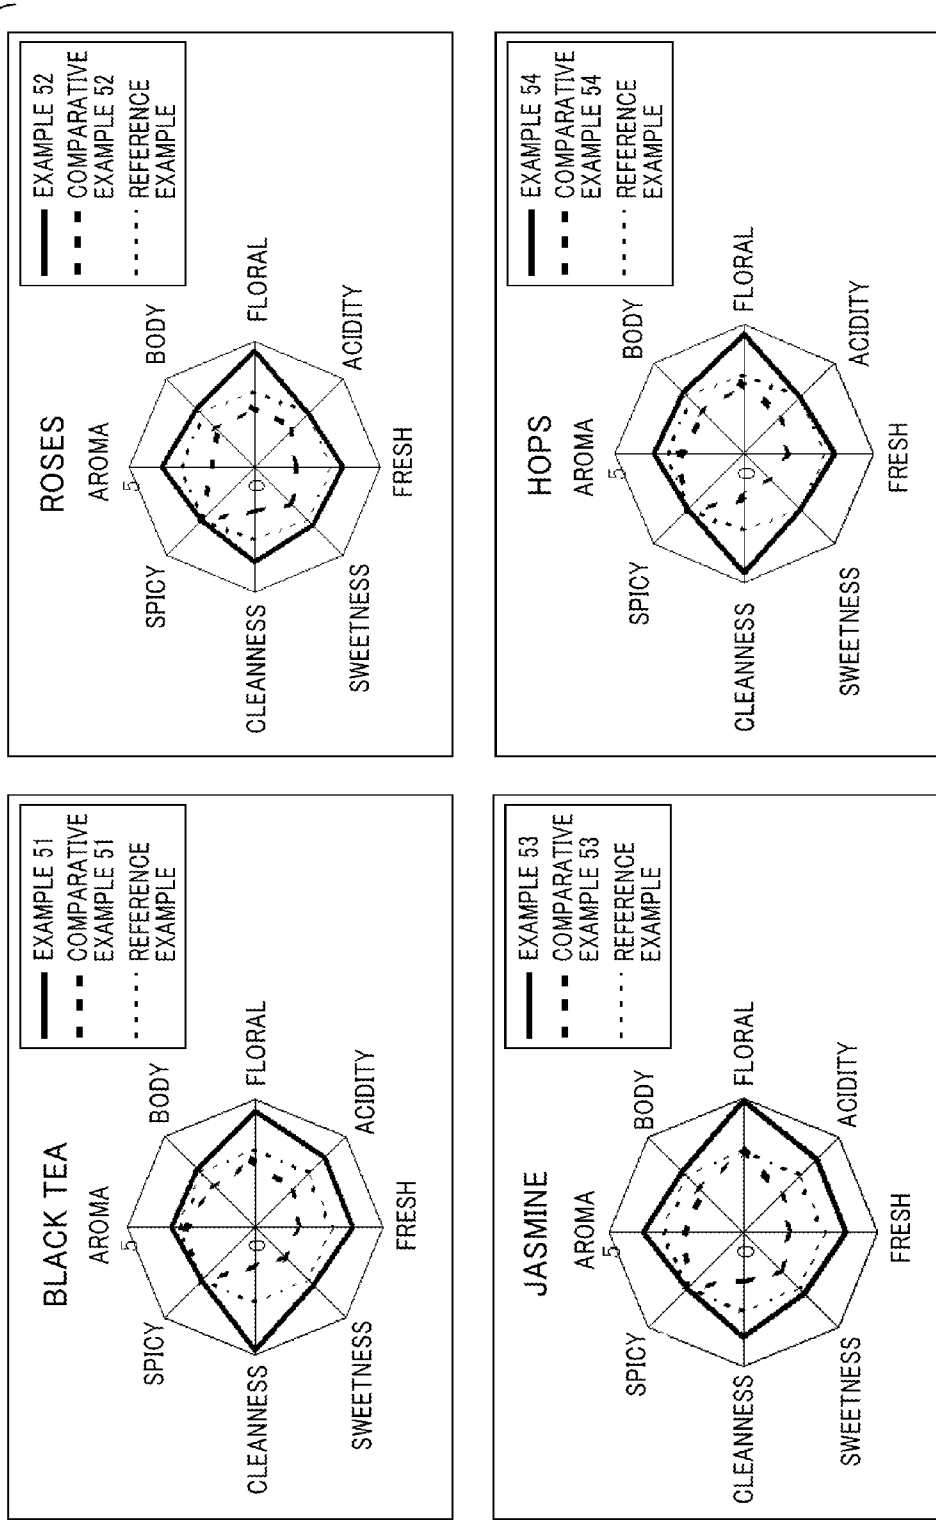 BLACK TEA
EXAMPLE 51
COMPARATIVE
EXAMPLE 51
REFERENCE
EXAMPLE
AROMA
5
0
BODY
FLORAL
ACIDITY
FRESH
SWEETNESS
CLEANNESS
SPICY
ROSES
EXAMPLE 52
COMPARATIVE
EXAMPLE 52
REFERENCE
EXAMPLE
AROMA
5
0
BODY
FLORAL
ACIDITY
FRESH
SWEETNESS
CLEANNESS
SPICY
JASMINE
EXAMPLE 53
COMPARATIVE
EXAMPLE 53
REFERENCE
EXAMPLE
AROMA
5
0
BODY
FLORAL
ACIDITY
FRESH
SWEETNESS
CLEANNESS
SPICY
HOPS
EXAMPLE 54
COMPARATIVE
EXAMPLE 54
REFERENCE
EXAMPLE
AROMA
5
0
BODY
FLORAL
ACIDITY
FRESH
SWEETNESS
CLEANNESS
SPICY